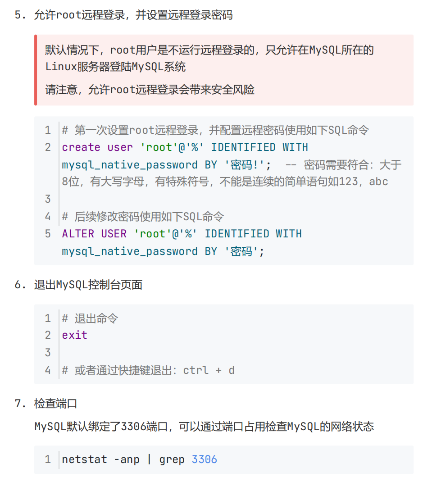 5. 允许root远程登录，并设置远程登录密码
默认情况下，root用户是不运行远程登录的，只允许在MySQL所在的
Linux服务器登陆MySQL系统
请注意，允许root远程登录会带来安全风险
1 # 第一次设置root远程登录，并配置远程密码使用如下SQL命令
2 create user 'root'@'%' IDENTIFIED WITH
mysql_native_password BY '密码!';  -- 密码需要符合：大于
8位，有大写字母，有特殊符号，不能是连续的简单语句如123，abc
3
4 # 后续修改密码使用如下SQL命令
5 ALTER USER 'root'@'%' IDENTIFIED WITH
mysql_native_password BY '密码';
6. 退出MySQL控制台页面
1 # 退出命令
2 exit
3
4 # 或者通过快捷键退出：ctrl + d
7. 检查端口
MySQL默认绑定了3306端口，可以通过端口占用检查MySQL的网络状态
1 netstat -anp | grep 3306